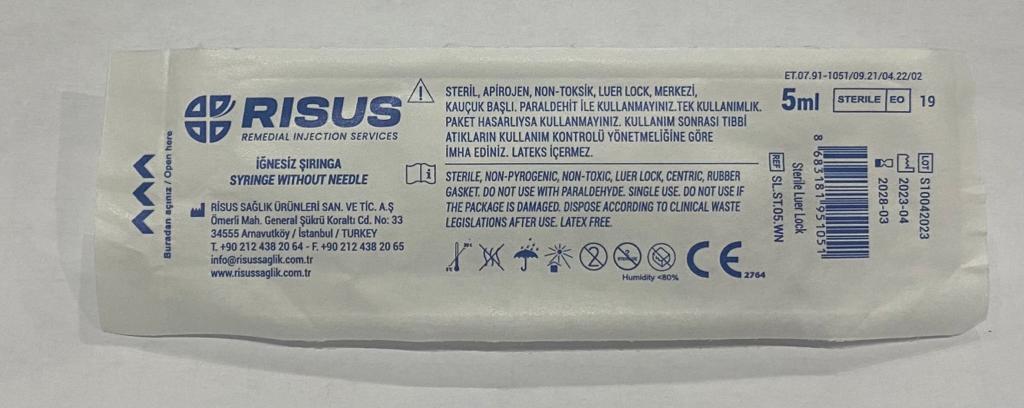 Buradan açınız / Open here
RISUS
REMEDIAL INJECTION SERVICES
İĞNESİZ ŞIRINGA
SYRINGE WITHOUT NEEDLE
RİSUS SAĞLIK ÜRÜNLERİ SAN. VE TİC. A.Ş
Ömerli Mah. General Şükrü Koraltı Cd. No: 33
34555 Arnavutköy / İstanbul / TURKEY
T. +90 212 438 20 64 - F. +90 212 438 20 65
info@risussaglik.com.tr
www.risussaglik.com.tr
STERİL, APİROJEN, NON-TOKSİK, LUER LOCK, MERKEZİ,
KAUÇUK BAŞLI. PARALDEHİT İLE KULLANMAYINIZ.TEK KULLANIMLIK.
PAKET HASARLIYSA KULLANMAYINIZ. KULLANIM SONRASI TIBBİ
ATIKLARIN KULLANIM KONTROLÜ YÖNETMELİĞİNE GÖRE
İMHA EDİNİZ. LATEKS İÇERMEZ.
STERILE, NON-PYROGENIC, NON-TOXIC, LUER LOCK, CENTRIC, RUBBER
GASKET. DO NOT USE WITH PARALDEHYDE. SINGLE USE. DO NOT USE IF
THE PACKAGE IS DAMAGED. DISPOSE ACCORDING TO CLINICAL WASTE
LEGISLATIONS AFTER USE. LATEX FREE.
2
STERILE
Humidity <80%
CE 2764
ET.07.91-1051/09.21/04.22/02
5ml
STERILE EO 19
REF SL.ST.05.WN
Sterile Luer Lock
8 683181 951051
2028-03
2023-04
LOT S10042023